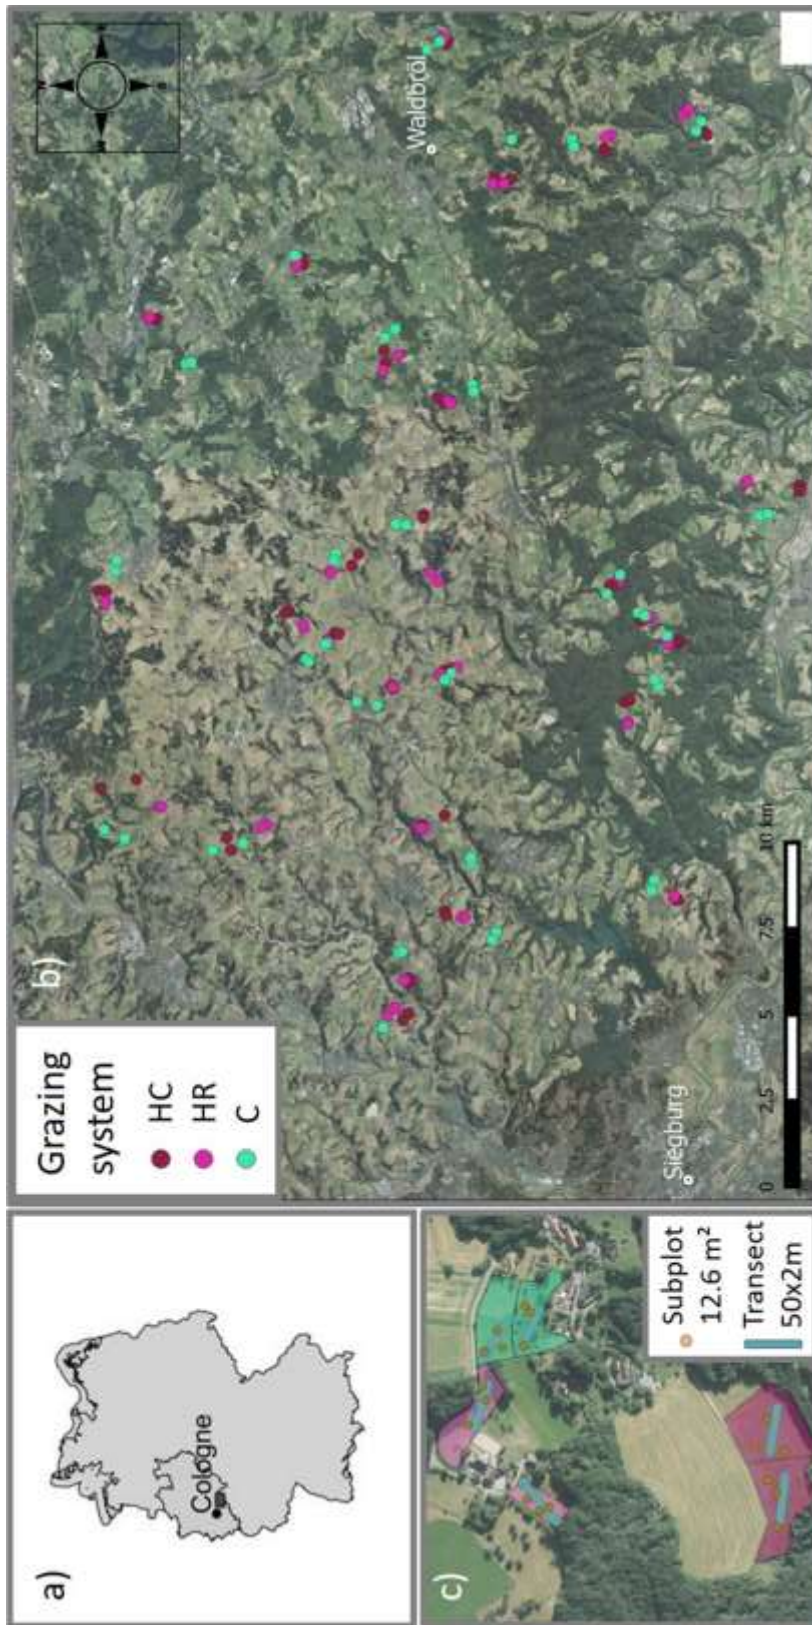 a)
Cologne
b)
Grazing
system
HC
HR
C
N
W
E
S
Waldbröl
Siegburg
0
2.5
5
7.5
10 km
c)
Subplot
12.6 m²
Transect
50x2m